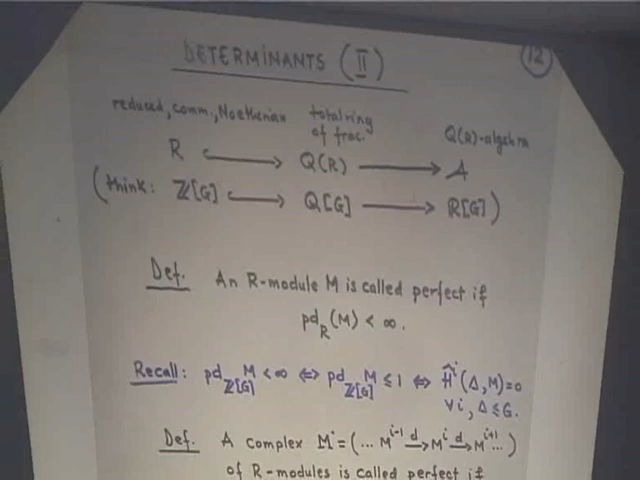 DETERMINANTS (II)
12
reduced, comm., Noetherian total ring of frac. Q(R)-algebra
R ↪ Q(R) → A
(think: ℤ[G] ↪ Q[G] → ℝ[G])
Def. An R-module M is called perfect if
pd_R(M) < ∞.
Recall: pd_ℤ[G] M < ∞ ⇔ pd_ℤ[G] M ≤ 1 ⇔ Ĥ^i(Δ, M) = 0
∀i, Δ ≤ G.
Def. A complex M^• = (... M^{i-1} →^d M^i →^d M^{i+1} ...)
of R-modules is called perfect if